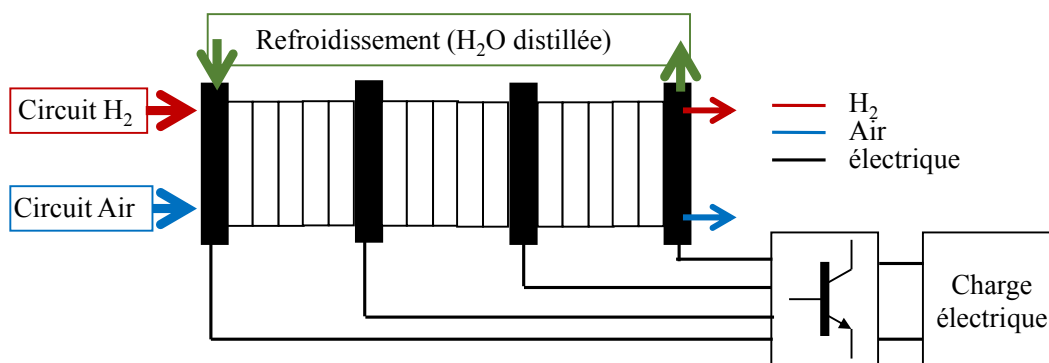 Refroidissement (H₂O distillée)
Circuit H₂
Circuit Air
H₂
Air
électrique
Charge
électrique